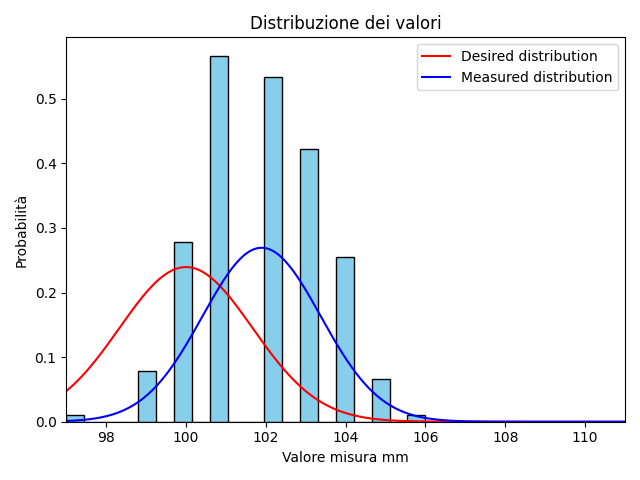 Distribuzione dei valori
Desired distribution
Measured distribution
Probabilità
0.5
0.4
0.3
0.2
0.1
0.0
98 100 102 104 106 108 110
Valore misura mm